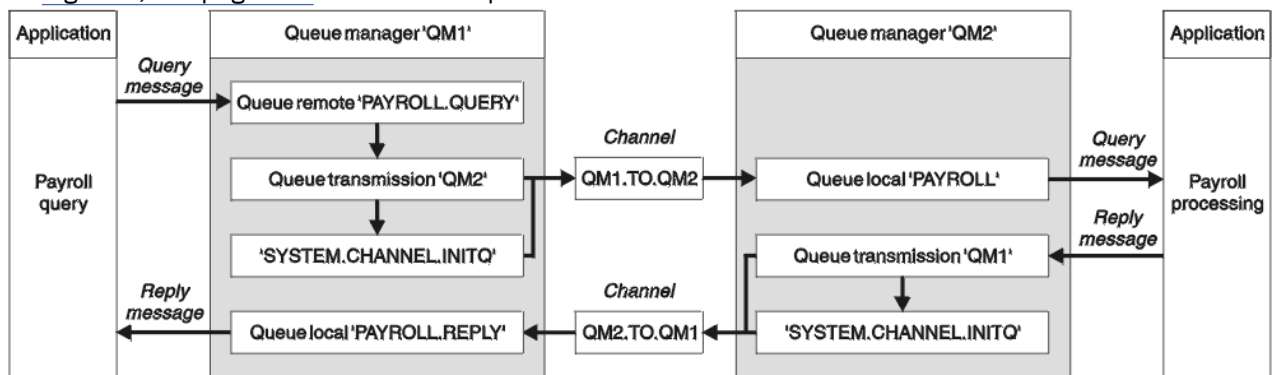 Application
Queue manager 'QM1'
Queue manager 'QM2'
Application
Query
message
Queue remote 'PAYROLL.QUERY'
Channel
Query
message
Payroll
query
Queue transmission 'QM2'
QM1.TO.QM2
Queue local 'PAYROLL'
Payroll
processing
Reply
message
'SYSTEM.CHANNEL.INITQ'
Queue transmission 'QM1'
Reply
message
Channel
Queue local 'PAYROLL.REPLY'
QM2.TO.QM1
'SYSTEM.CHANNEL.INITQ'